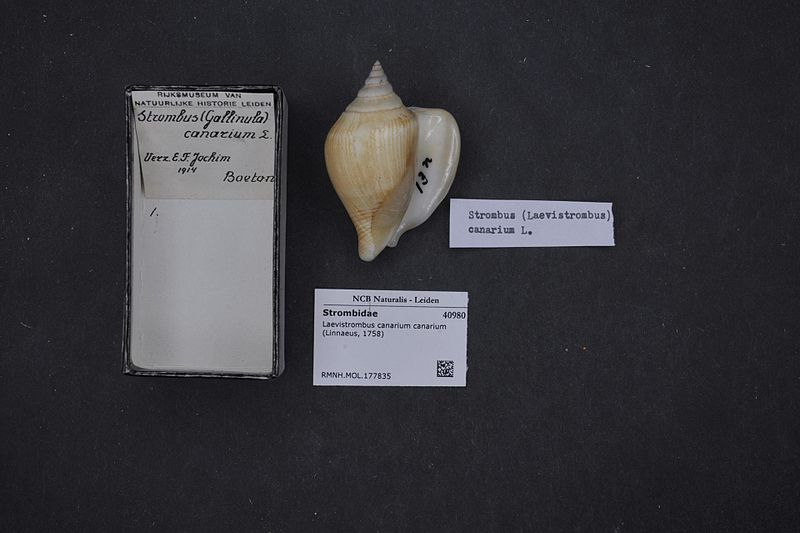 RIJKSMUSEUM VAN
NATUURLIJKE HISTORIE LEIDEN
Strombus (Gallinula)
canarium L.
Verz. E.F. Jochim
1914
Boeton
1.
13n
Strombus (Laevistrombus)
canarium L.
NCB Naturalis - Leiden
Strombidae 40980
Laevistrombus canarium canarium
(Linnaeus, 1758)
RMNH.MOL.177835